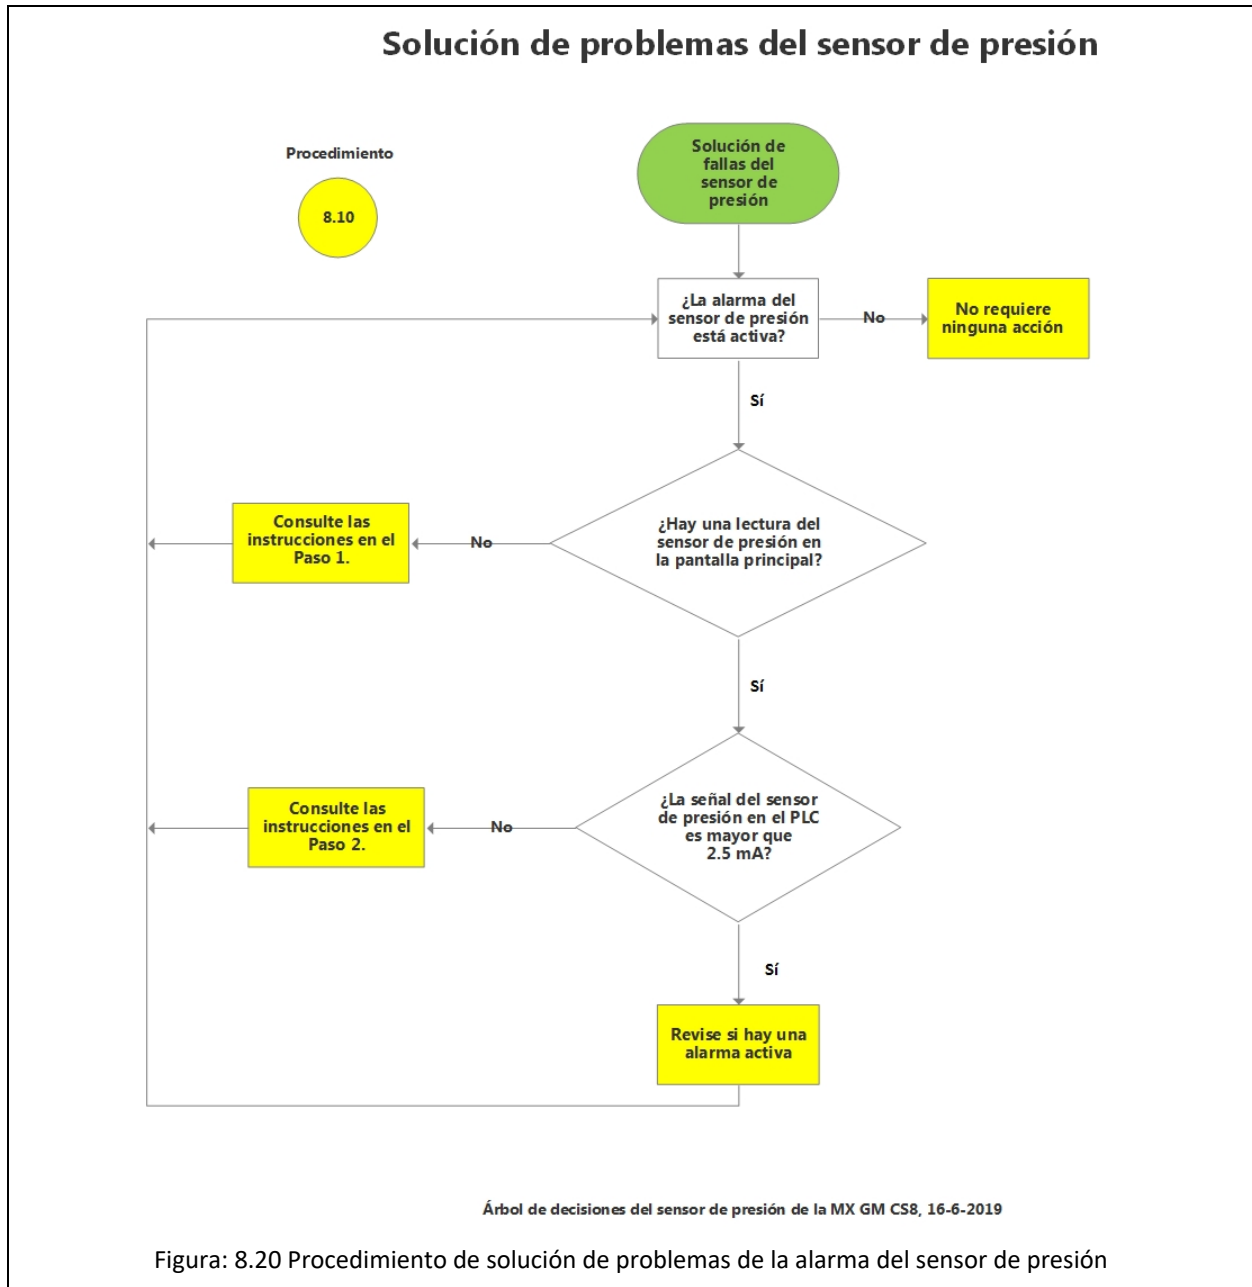 Solución de problemas del sensor de presión
Procedimiento
8.10
Solución de
fallas del
sensor de
presión
¿La alarma del
sensor de presión
está activa?
No
No requiere
ninguna acción
Sí
¿Hay una lectura del
sensor de presión en
la pantalla principal?
No
Consulte las
instrucciones en el
Paso 1.
Sí
¿La señal del sensor
de presión en el PLC
es mayor que
2.5 mA?
No
Consulte las
instrucciones en el
Paso 2.
Sí
Revise si hay una
alarma activa
Árbol de decisiones del sensor de presión de la MX GM CS8, 16-6-2019
Figura: 8.20 Procedimiento de solución de problemas de la alarma del sensor de presión